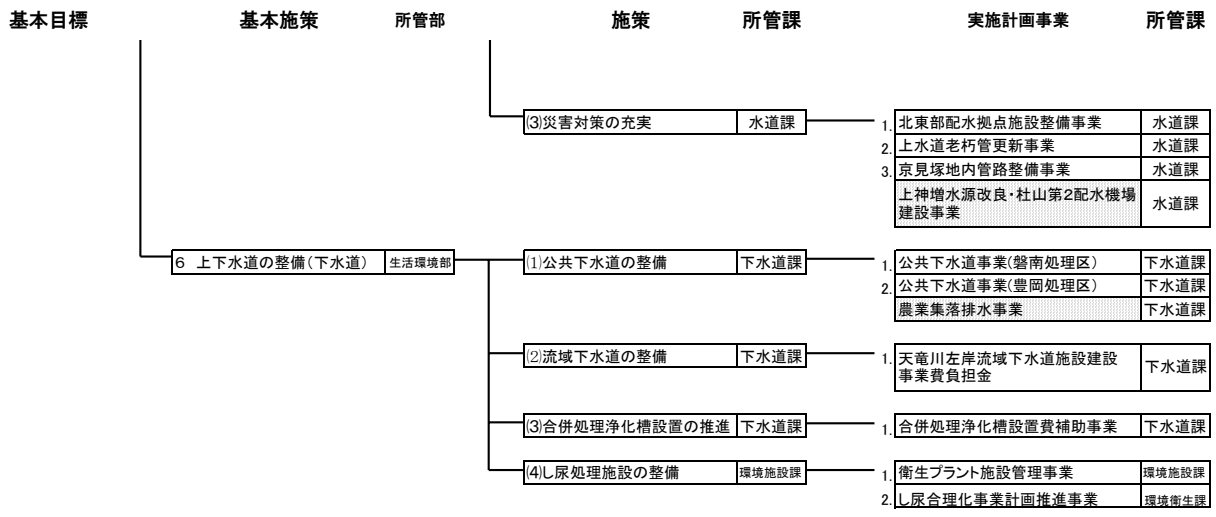 基本目標 基本施策 所管部 施策 所管課 実施計画事業 所管課
⑶災害対策の充実 水道課 1. 北東部配水拠点施設整備事業 水道課
2. 上水道老朽管更新事業 水道課
3. 京見塚地内管路整備事業 水道課
上神増水源改良・社山第2配水機場
建設事業 水道課
6 上下水道の整備(下水道) 生活環境部 ⑴公共下水道の整備 下水道課 1. 公共下水道事業(磐南処理区) 下水道課
2. 公共下水道事業(豊岡処理区) 下水道課
農業集落排水事業 下水道課
⑵流域下水道の整備 下水道課 1. 天竜川左岸流域下水道施設建設
事業費負担金 下水道課
⑶合併処理浄化槽設置の推進 下水道課 1. 合併処理浄化槽設置費補助事業 下水道課
⑷し尿処理施設の整備 環境施設課 1. 衛生プラント施設管理事業 環境施設課
2. し尿合理化事業計画推進事業 環境衛生課